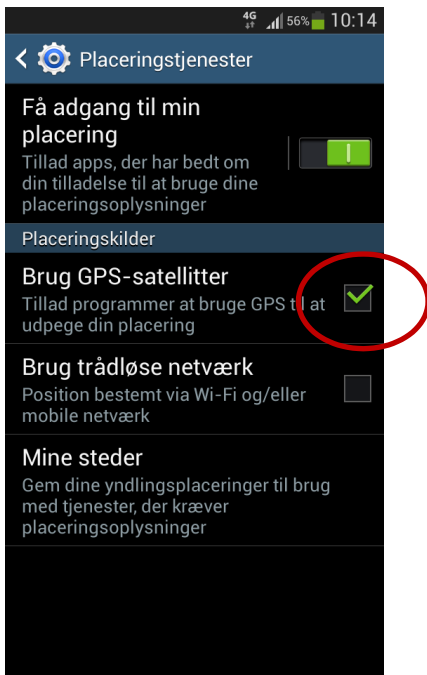 4G 56% 10:14
Placeringstjenester
Få adgang til min
placering
Tillad apps, der har bedt om
din tilladelse til at bruge dine
placeringsoplysninger
Placeringskilder
Brug GPS-satellitter
Tillad programmer at bruge GPS til at
udpege din placering
Brug trådløse netværk
Position bestemt via Wi-Fi og/eller
mobile netværk
Mine steder
Gem dine yndlingsplaceringer til brug
med tjenester, der kræver
placeringsoplysninger